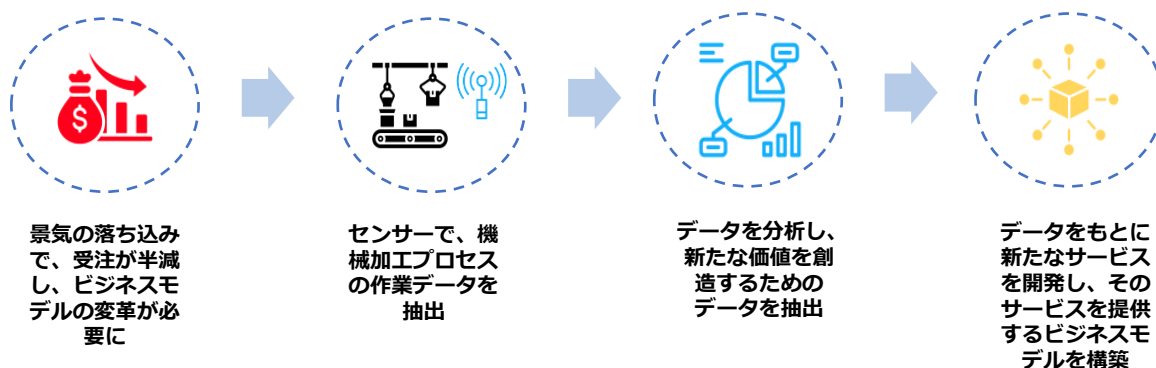 $
景気の落ち込み
で、受注が半減
し、ビジネスモ
デルの変革が必
要に
センサーで、機
械加工プロセス
の作業データを
抽出
データを分析し、
新たな価値を創
造するための
データを抽出
データをもとに
新たなサービス
を開発し、その
サービスを提供
するビジネスモ
デルを構築